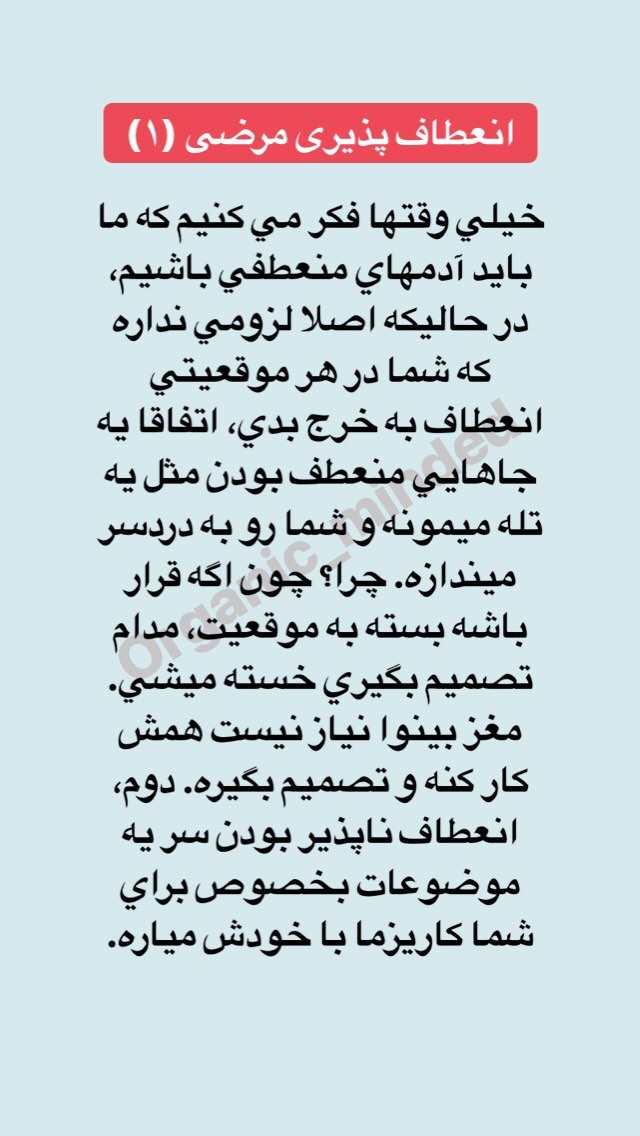 انعطاف پذیری مرضی (۱)
خيلي وقتها فكر مي كنيم كه ما
بايد آدمهاي منعطفي باشيم،
در حاليكه اصلا لزومي نداره
كه شما در هر موقعيتي
انعطاف به خرج بدي، اتفاقا يه
جاهايي منعطف بودن مثل يه
تله ميمونه و شما رو به دردسر
ميندازه. چرا؟ چون اگه قرار
باشه بسته به موقعيت، مدام
تصميم بگيري خسته ميشي.
مغز بينوا نياز نيست همش
كار كنه و تصميم بگيره. دوم،
انعطاف ناپذير بودن سر يه
موضوعات بخصوص براي
شما كاريزما با خودش مياره.
Organic_minded